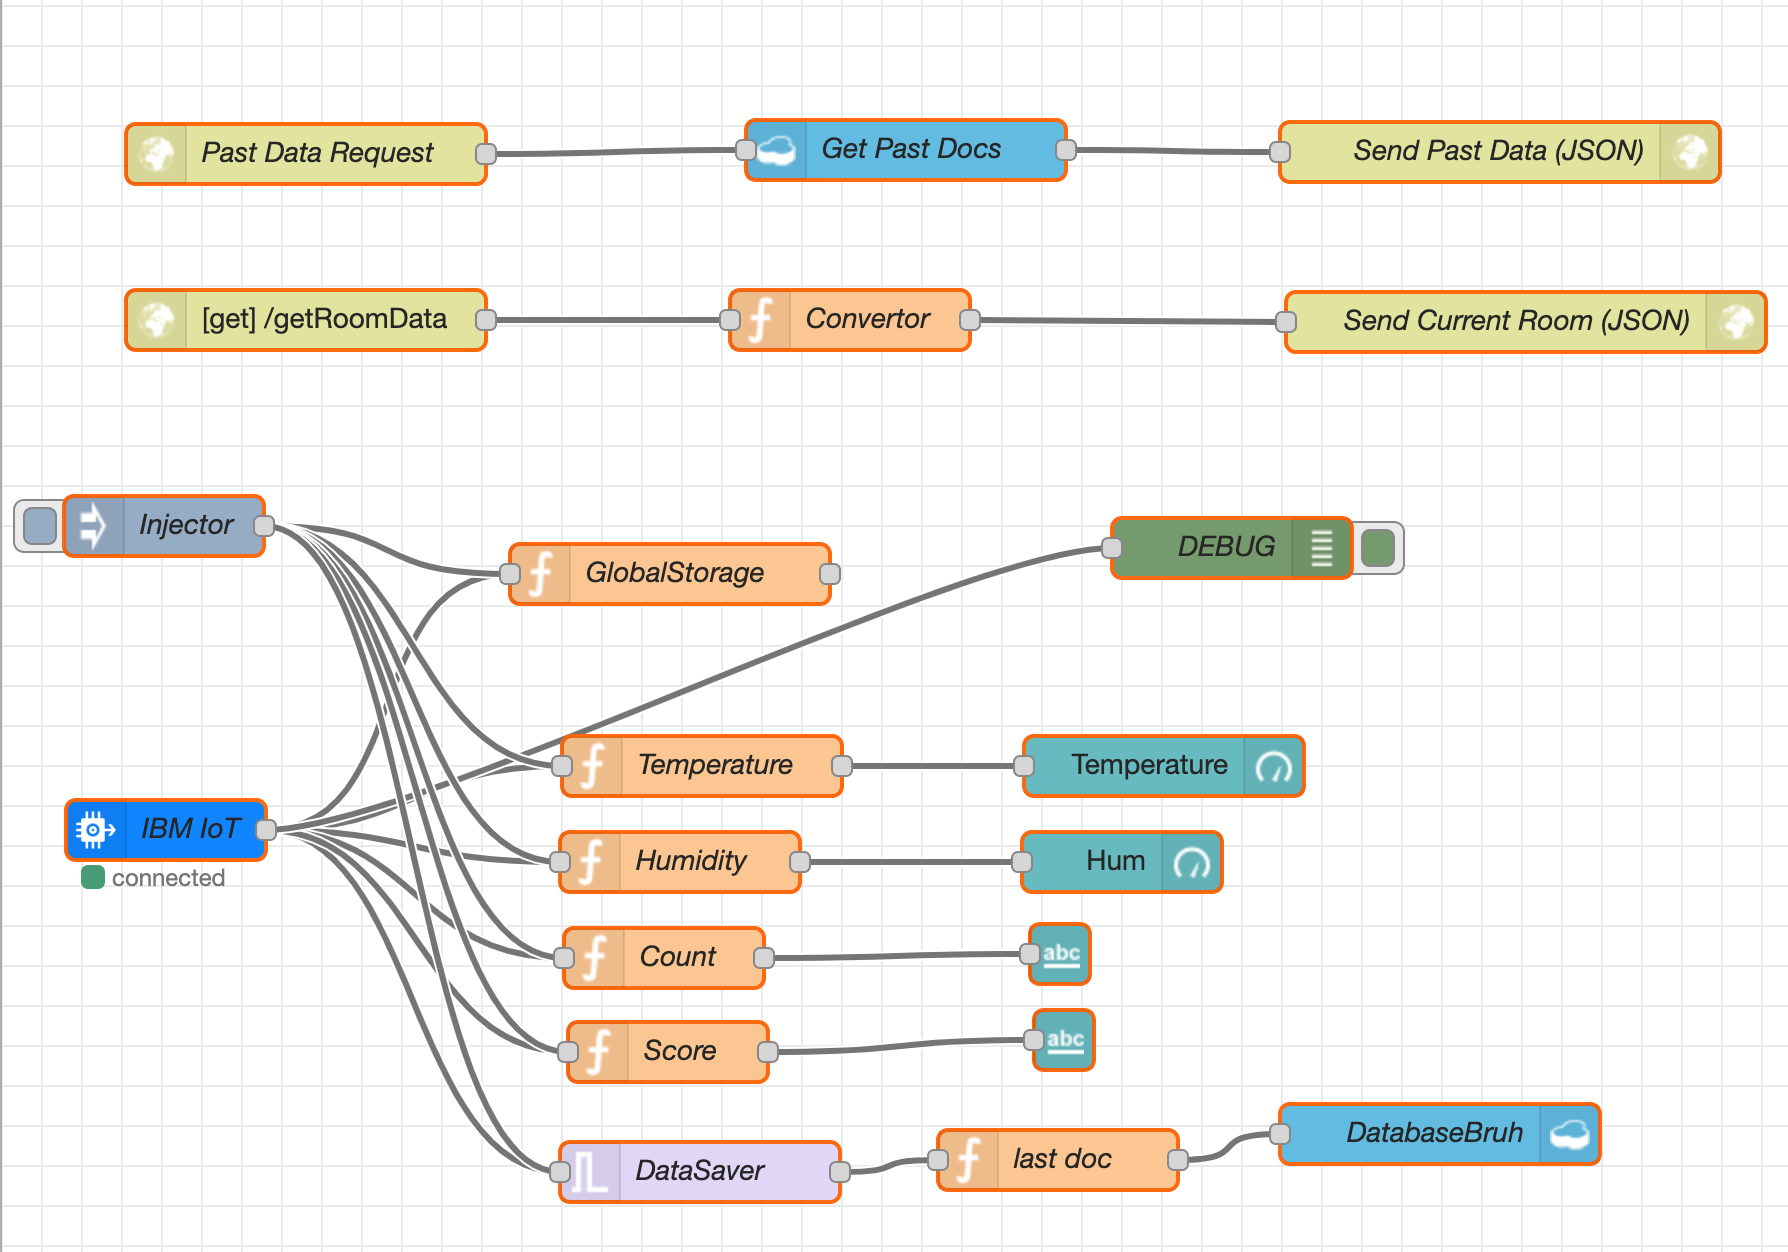 Past Data Request
Get Past Docs
Send Past Data (JSON)
[get] /getRoomData
Convertor
Send Current Room (JSON)
Injector
GlobalStorage
DEBUG
Temperature
Temperature
IBM IoT
connected
Humidity
Hum
Count
abc
Score
abc
DataSaver
last doc
DatabaseBruh